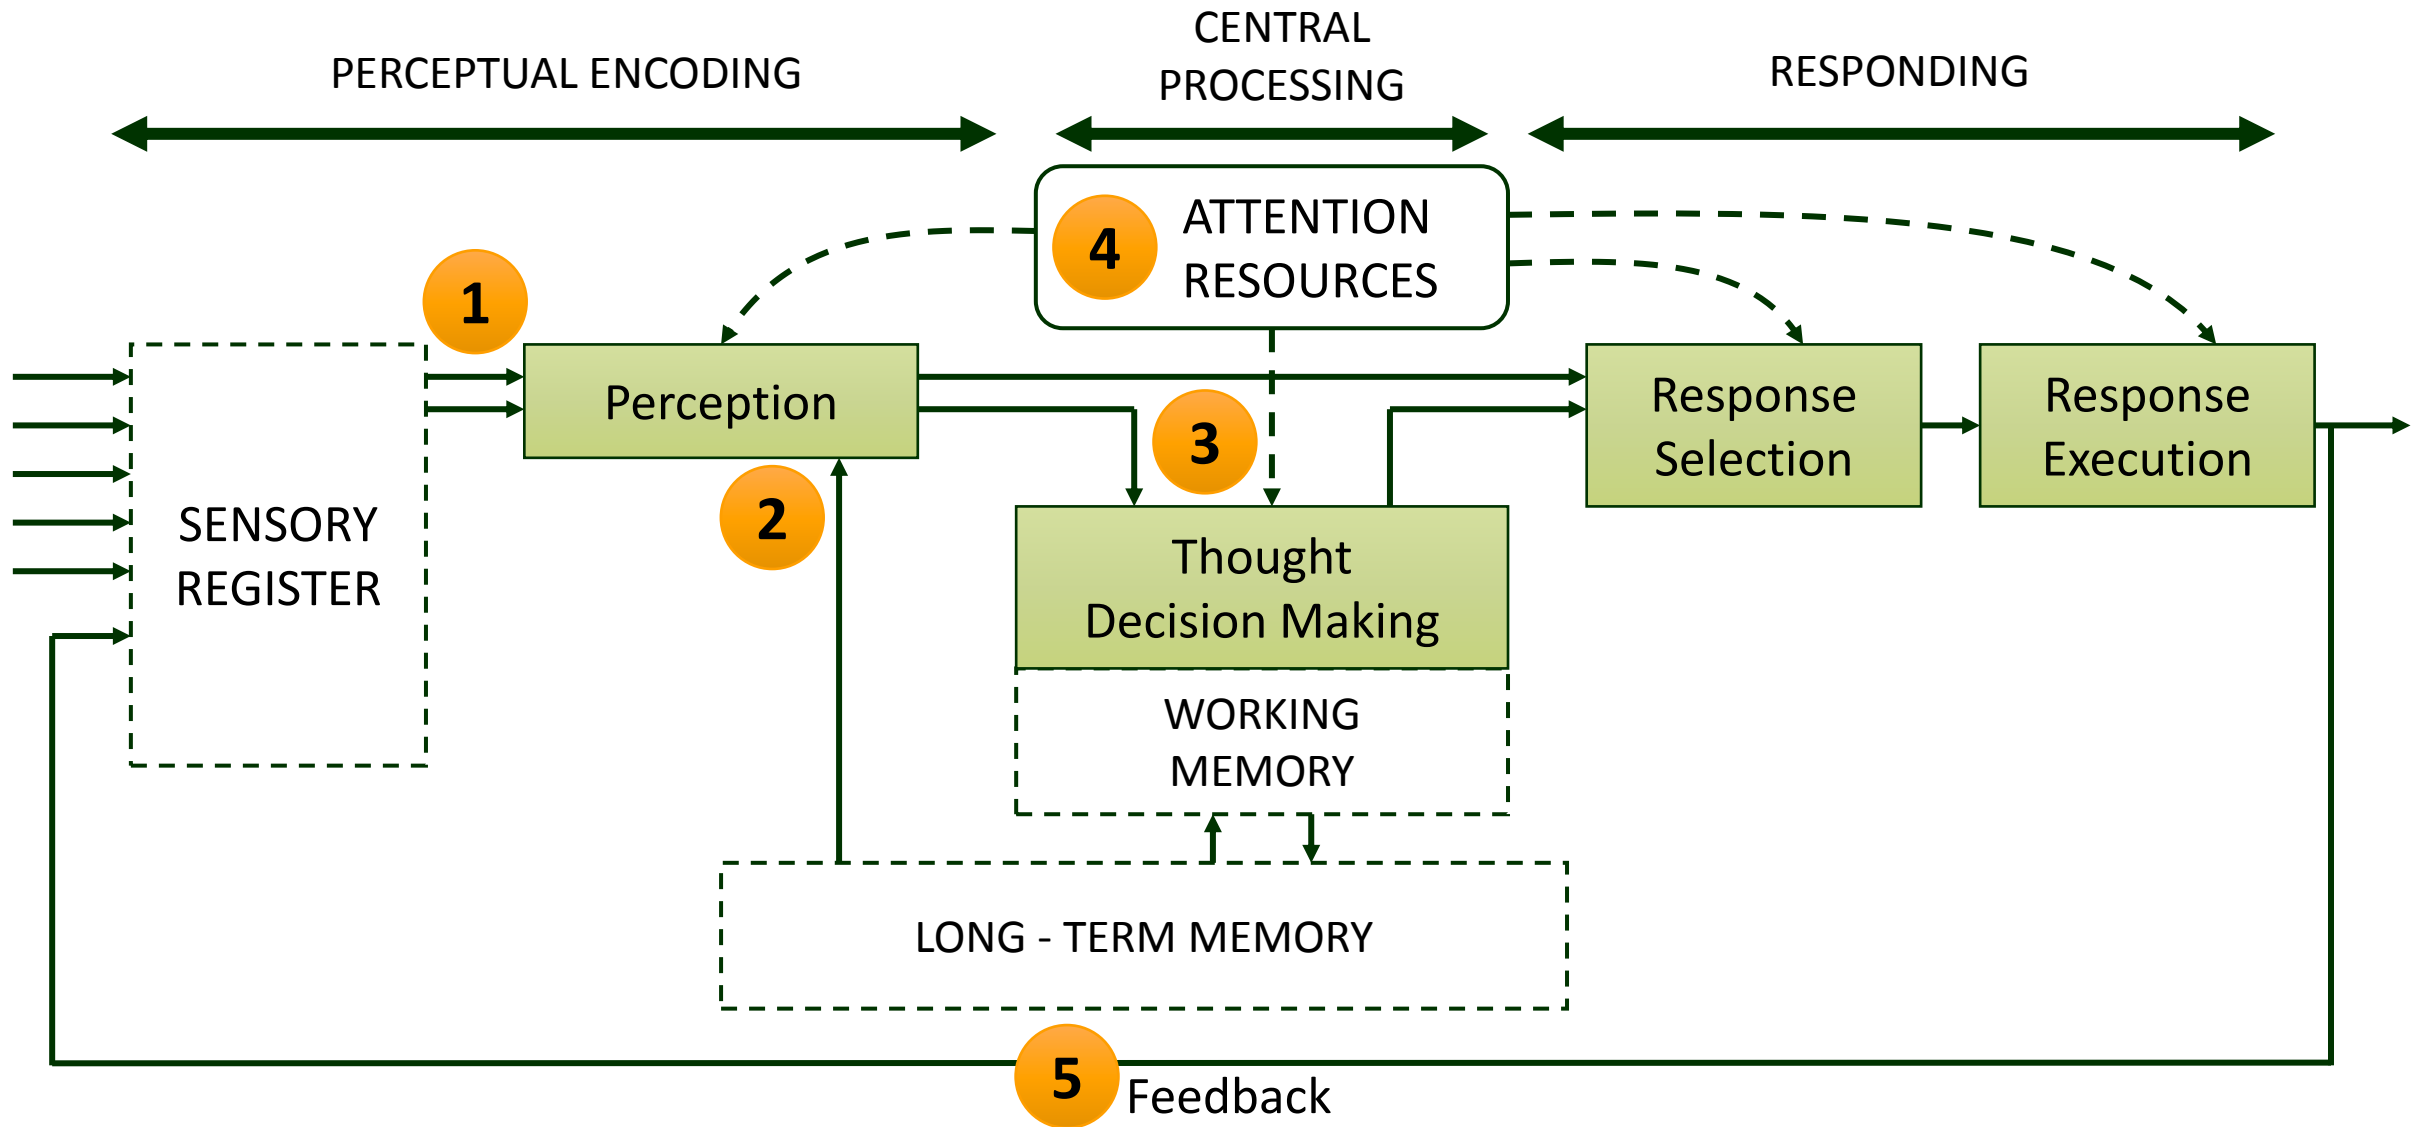 PERCEPTUAL ENCODING
CENTRAL
PROCESSING
RESPONDING
4
ATTENTION
RESOURCES
1
SENSORY
REGISTER
Perception
2
3
Thought
Decision Making
WORKING
MEMORY
Response
Selection
Response
Execution
LONG - TERM MEMORY
5
Feedback